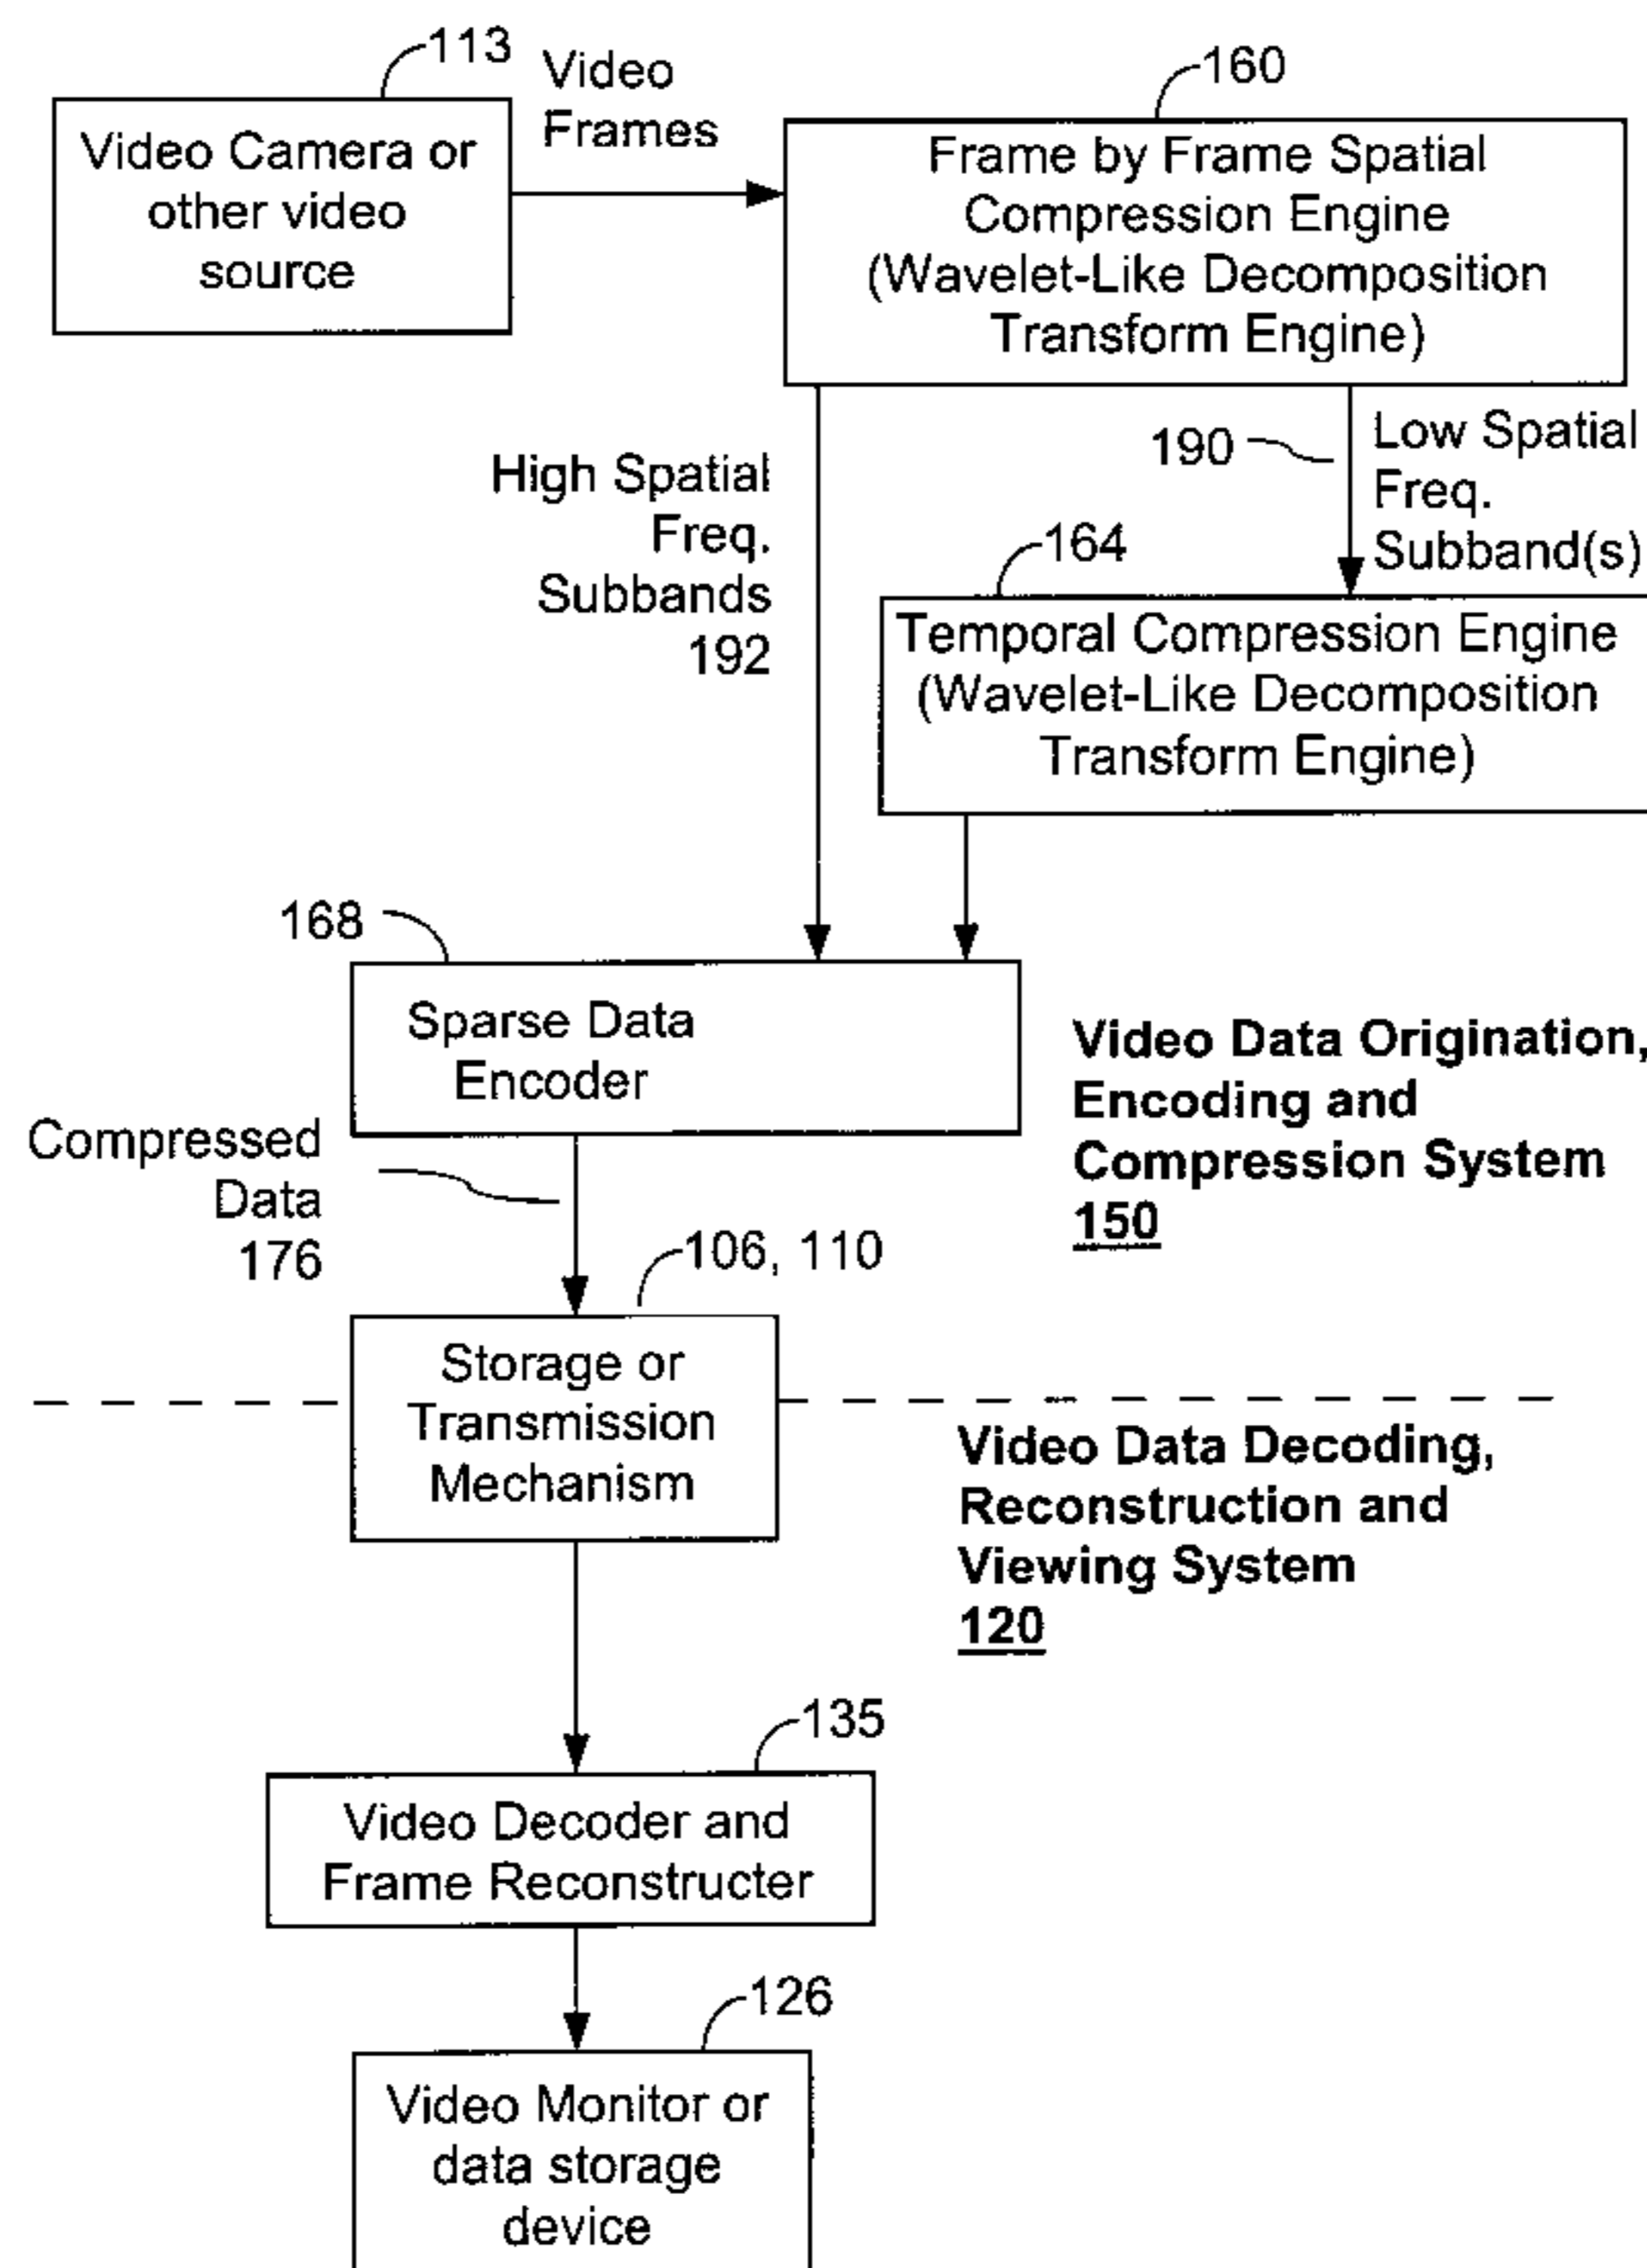 113
Video
Frames
160
Video Camera or
other video
source
Frame by Frame Spatial
Compression Engine
(Wavelet-Like Decomposition
Transform Engine)
High Spatial
Freq.
Subbands
192
190
Low Spatial
Freq.
Subband(s)
164
Temporal Compression Engine
(Wavelet-Like Decomposition
Transform Engine)
168
Sparse Data
Encoder
Video Data Origination,
Encoding and
Compression System
150
Compressed
Data
176
106, 110
Storage or
Transmission
Mechanism
Video Data Decoding,
Reconstruction and
Viewing System
120
135
Video Decoder and
Frame Reconstructer
126
Video Monitor or
data storage
device